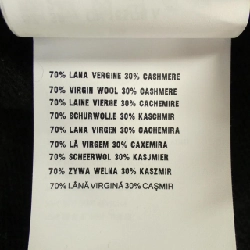 70% LANA VERGINE 30% CASHMERE
70% VIRGIN WOOL 30% CASHMERE
70% LAINE VIERGE 30% CACHEMIRE
70% SCHURWOLLE 30% KASCHMIR
70% LANA VIRGEN 30% CACHEMIRA
70% LÃ VIRGEM 30% CAXEMIRA
70% SCHEERWOL 30% KASJMIER
70% ZYWA WELNA 30% KASZMIR
70% LÂNĂ VIRGINĂ 30% CAŞMIR